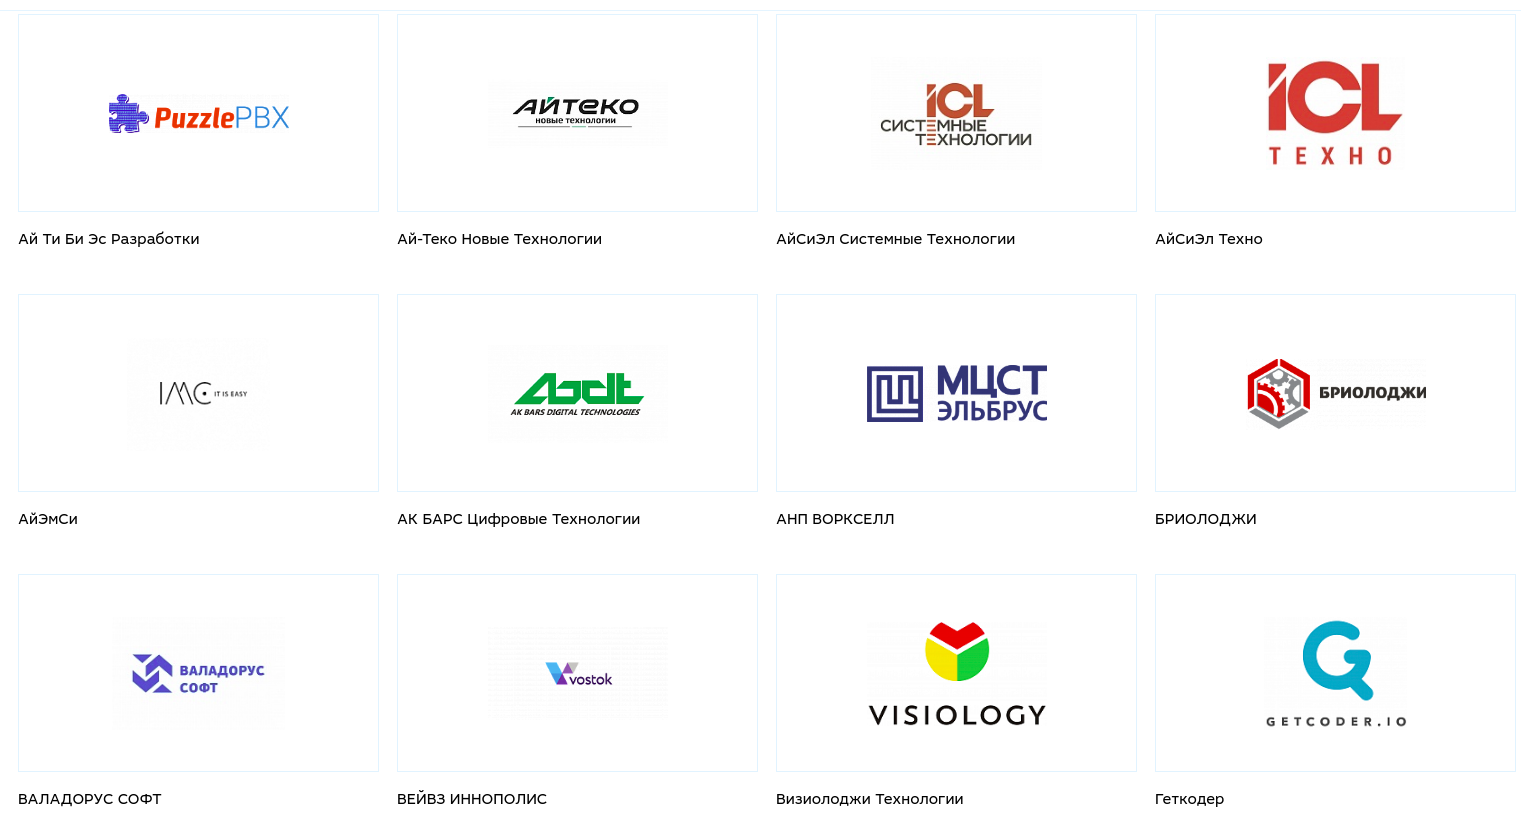 PuzzlePBX
АЙТЕКО
НОВЫЕ ТЕХНОЛОГИИ
iCL
СИСТЕМНЫЕ
ТЕХНОЛОГИИ
iCL
ТЕХНО
Ай Ти Би Эс Разработки
Ай-Теко Новые Технологии
АйСиЭл Системные Технологии
АйСиЭл Техно
IMC IT IS EASY
Abdt
AK BARS DIGITAL TECHNOLOGIES
МЦСТ
ЭЛЬБРУС
БРИОЛОДЖИ
АйЭмСи
АК БАРС Цифровые Технологии
АНП ВОРКСЕЛЛ
БРИОЛОДЖИ
ВАЛАДОРУС
СОФТ
vostok
VISIOLOGY
GETCODER.IO
ВАЛАДОРУС СОФТ
ВЕЙВЗ ИННОПОЛИС
Визиолоджи Технологии
Геткодер